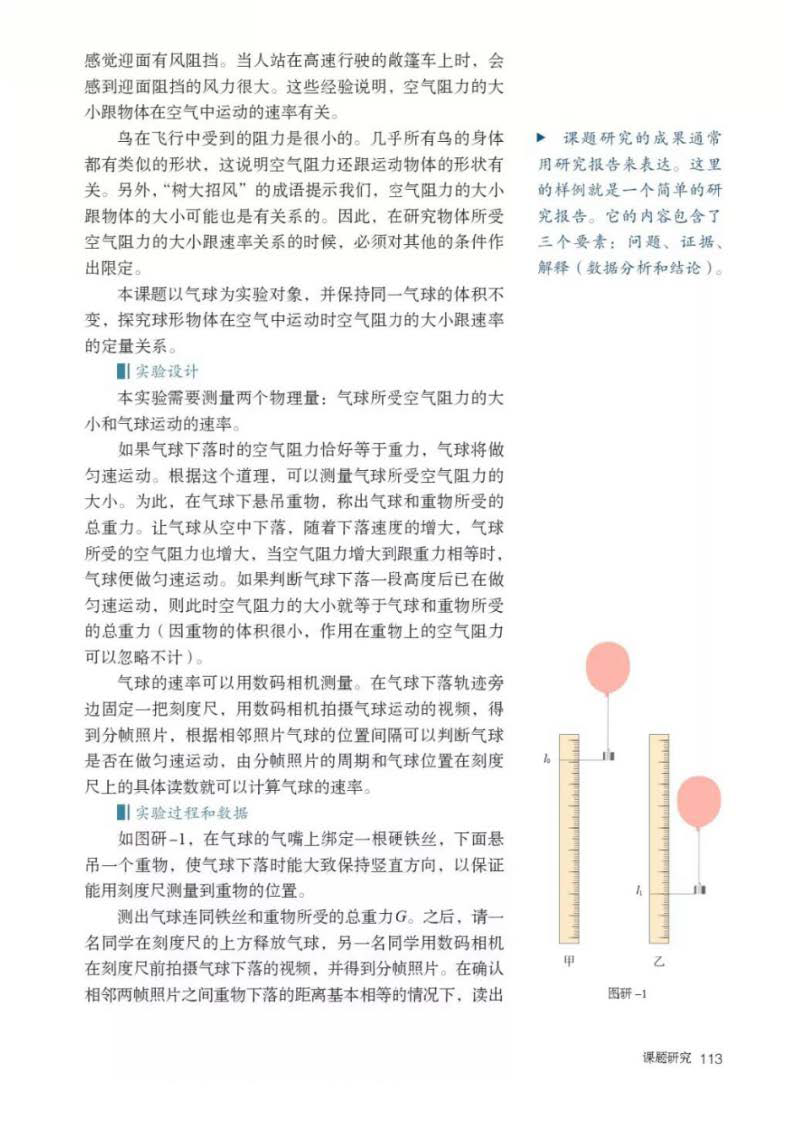 感觉迎面有风阻挡。当人站在高速行驶的敞篷车上时，会
感到迎面阻挡的风力很大。这些经验说明，空气阻力的大
小跟物体在空气中运动的速率有关。
鸟在飞行中受到的阻力是很小的。几乎所有鸟的身体
都有类似的形状，这说明空气阻力还跟运动物体的形状有
关。另外，“树大招风”的成语提示我们，空气阻力的大小
跟物体的大小可能也是有关系的。因此，在研究物体所受
空气阻力的大小跟速率关系的时候，必须对其他的条件作
出限定。
本课题以气球为实验对象，并保持同一气球的体积不
变，探究球形物体在空气中运动时空气阻力的大小跟速率
的定量关系。
实验设计
本实验需要测量两个物理量：气球所受空气阻力的大
小和气球运动的速率。
如果气球下落时的空气阻力恰好等于重力，气球将做
匀速运动。根据这个道理，可以测量气球所受空气阻力的
大小。为此，在气球下悬吊重物，称出气球和重物所受的
总重力。让气球从空中下落，随着下落速度的增大，气球
所受的空气阻力也增大，当空气阻力增大到跟重力相等时，
气球便做匀速运动。如果判断气球下落一段高度后已在做
匀速运动，则此时空气阻力的大小就等于气球和重物所受
的总重力（因重物的体积很小，作用在重物上的空气阻力
可以忽略不计）。
气球的速率可以用数码相机测量。在气球下落轨迹旁
边固定一把刻度尺，用数码相机拍摄气球运动的视频，得
到分帧照片，根据相邻照片气球的位置间隔可以判断气球
是否在做匀速运动，由分帧照片的周期和气球位置在刻度
尺上的具体读数就可以计算气球的速率。
实验过程和数据
如图研-1，在气球的气嘴上绑定一根硬铁丝，下面悬
吊一个重物，使气球下落时能大致保持竖直方向，以保证
能用刻度尺测量到重物的位置。
测出气球连同铁丝和重物所受的总重力G。之后，请一
名同学在刻度尺的上方释放气球，另一名同学用数码相机
在刻度尺前拍摄气球下落的视频，并得到分帧照片。在确认
相邻两帧照片之间重物下落的距离基本相等的情况下，读出
▶ 课题研究的成果通常
用研究报告来表达。这里
的样例就是一个简单的研
究报告。它的内容包含了
三个要素：问题、证据、
解释（数据分析和结论）。
l₀
l₁
甲
乙
图研-1
课题研究 113